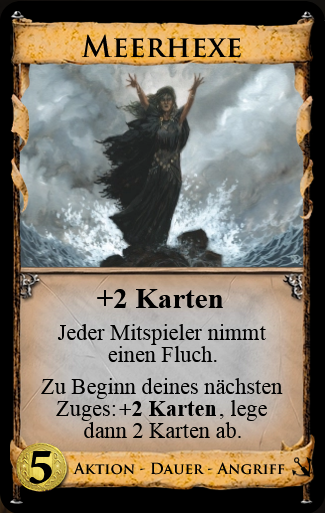 Meerhexe
+2 Karten
Jeder Mitspieler nimmt
einen Fluch.
Zu Beginn deines nächsten
Zuges: +2 Karten, lege
dann 2 Karten ab.
5
Aktion - Dauer - Angriff